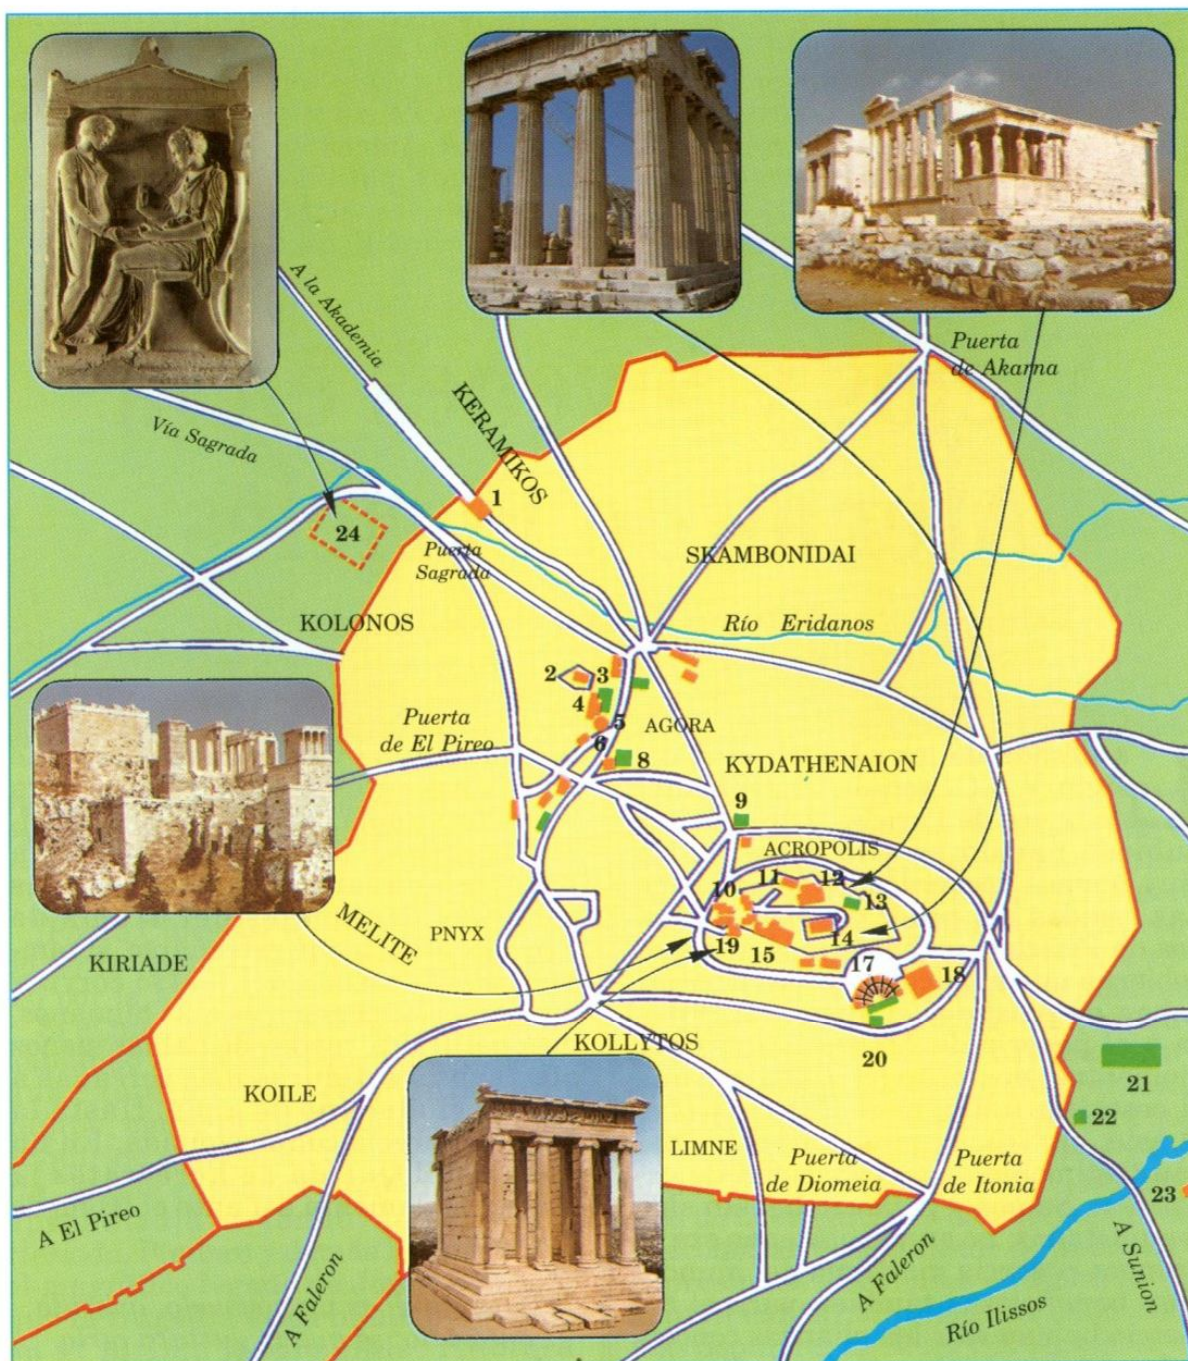 A la Akademia
Puerta
de Akarna
KERAMIKOS
Vía Sagrada
1
24
Puerta
Sagrada
SKAMBONIDAI
KOLONOS
Río Eridanos
2
3
4
5
AGORA
6
Puerta
de El Pireo
8
KYDATHENAION
9
ACROPOLIS
11
12
10
13
MELITE
PNYX
14
19
15
17
18
KIRIADE
KOLLYTOS
20
21
KOILE
22
LIMNE
Puerta
de Diomeia
Puerta
de Itonia
23
A El Pireo
A Faleron
A Faleron
A Sunion
Río Ilissos